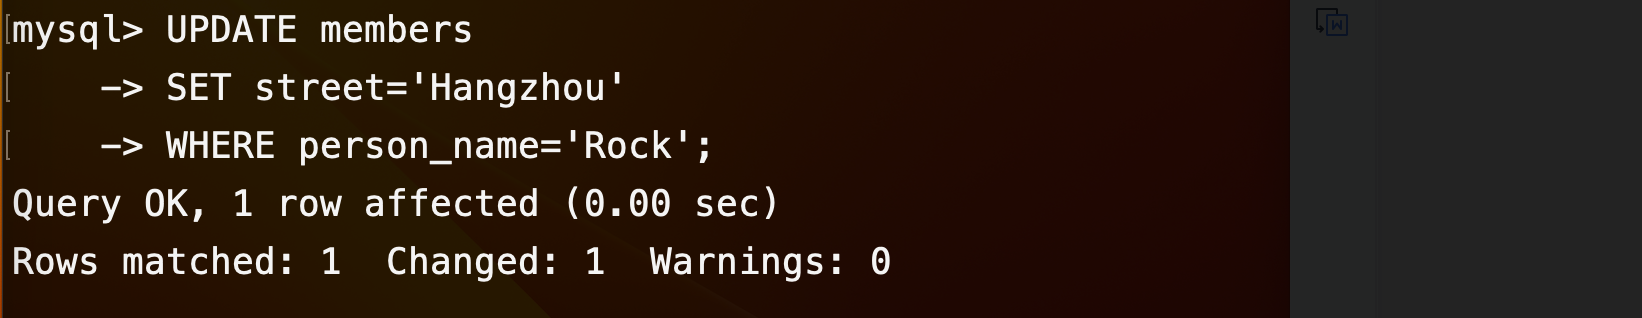 mysql> UPDATE members
    -> SET street='Hangzhou'
    -> WHERE person_name='Rock';
Query OK, 1 row affected (0.00 sec)
Rows matched: 1  Changed: 1  Warnings: 0
W